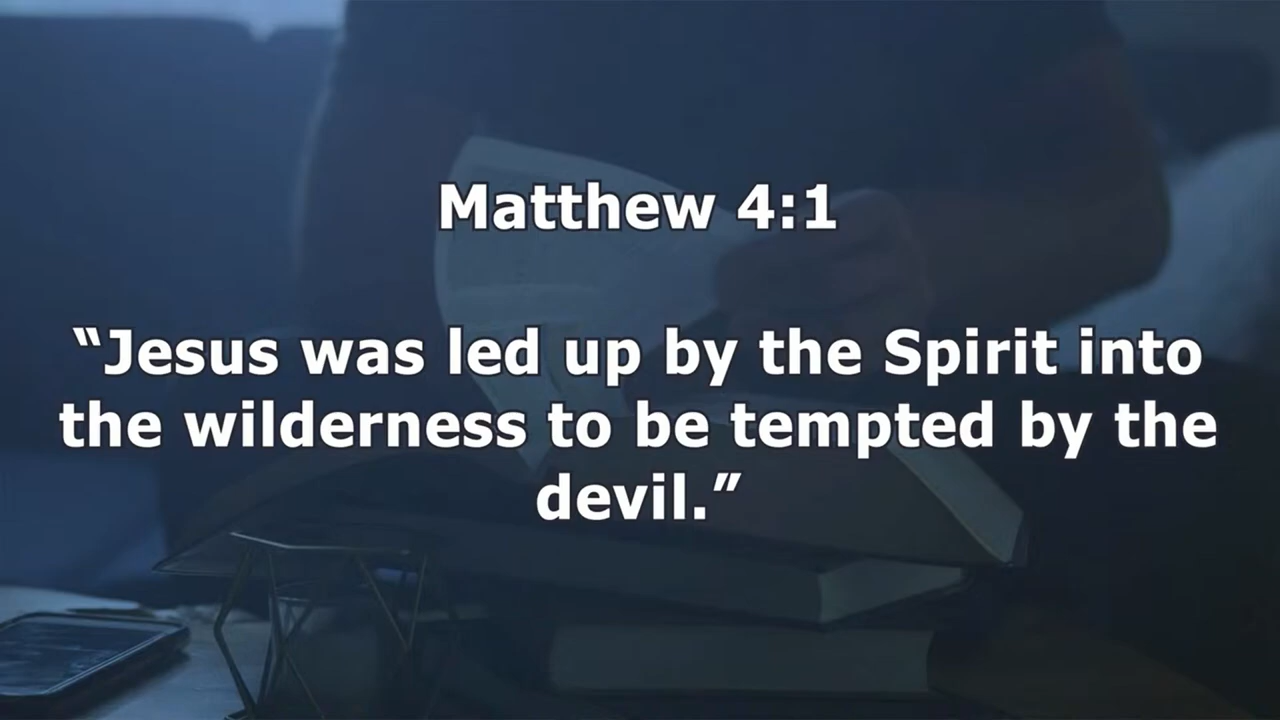 Matthew 4:1
“Jesus was led up by the Spirit into
the wilderness to be tempted by the
devil.”